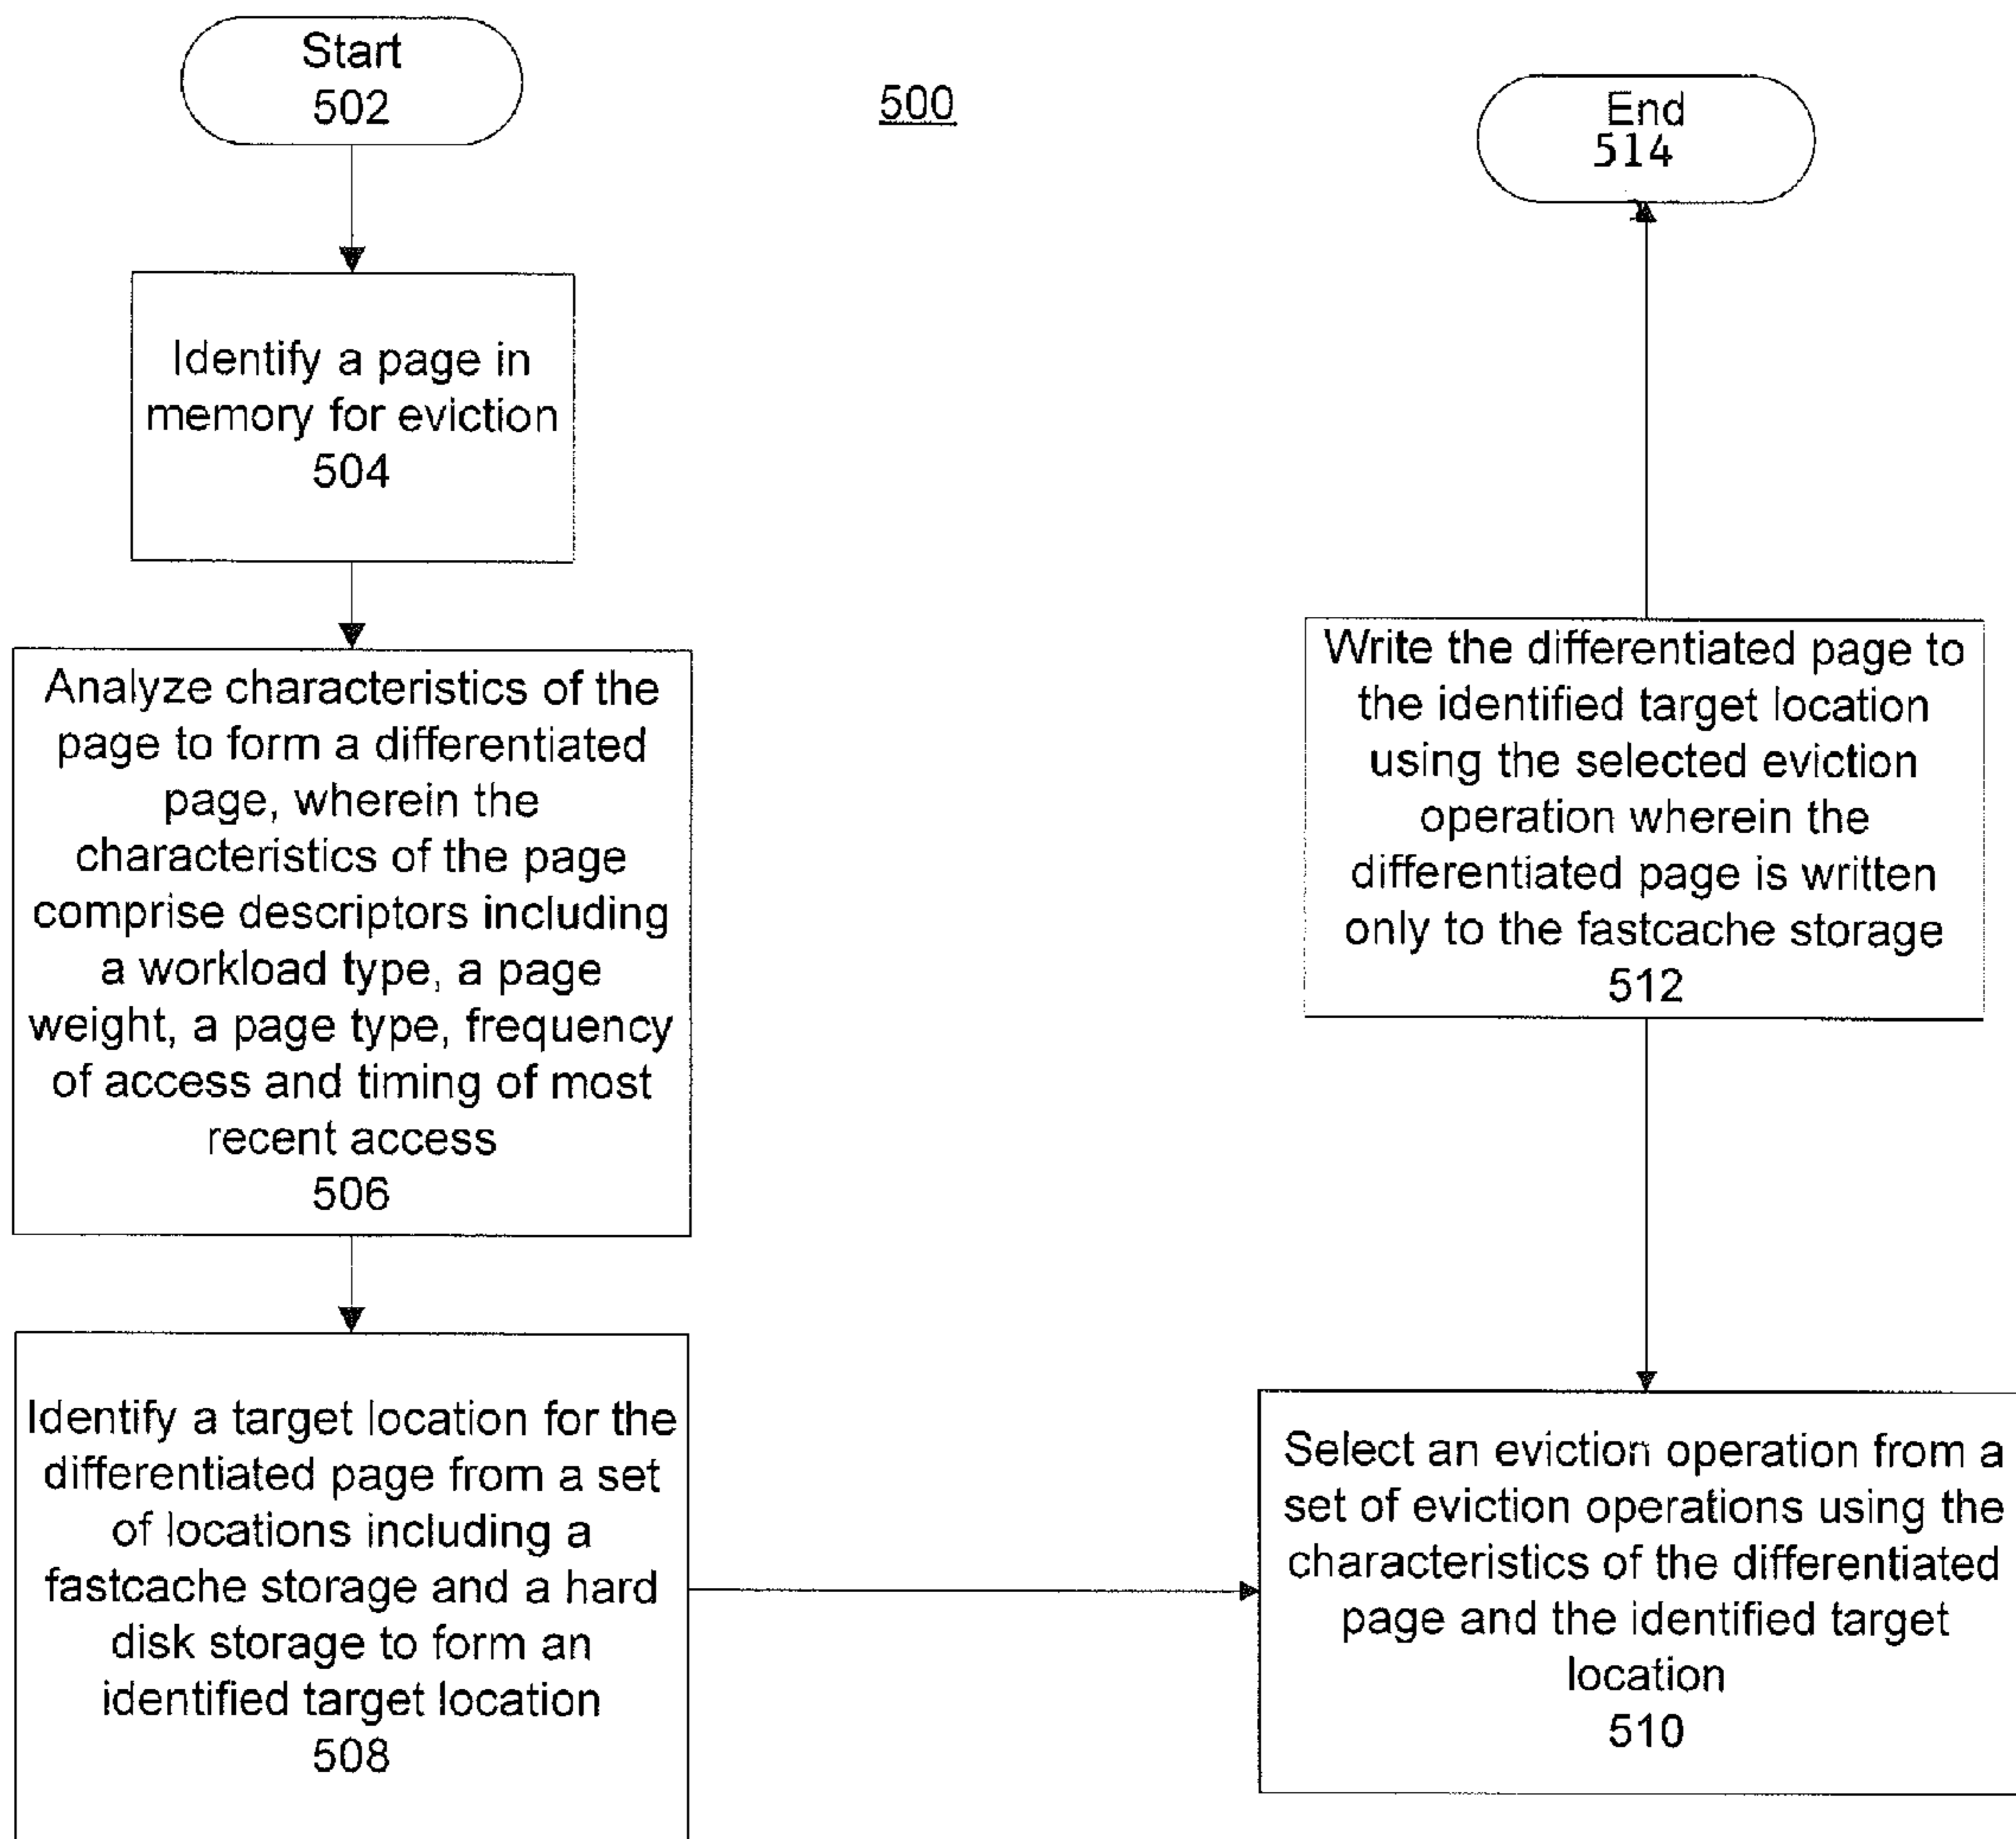 Start
502
500
End
514
Identify a page in
memory for eviction
504
Analyze characteristics of the
page to form a differentiated
page, wherein the
characteristics of the page
comprise descriptors including
a workload type, a page
weight, a page type, frequency
of access and timing of most
recent access
506
Write the differentiated page to
the identified target location
using the selected eviction
operation wherein the
differentiated page is written
only to the fastcache storage
512
Identify a target location for the
differentiated page from a set
of locations including a
fastcache storage and a hard
disk storage to form an
identified target location
508
Select an eviction operation from a
set of eviction operations using the
characteristics of the differentiated
page and the identified target
location
510